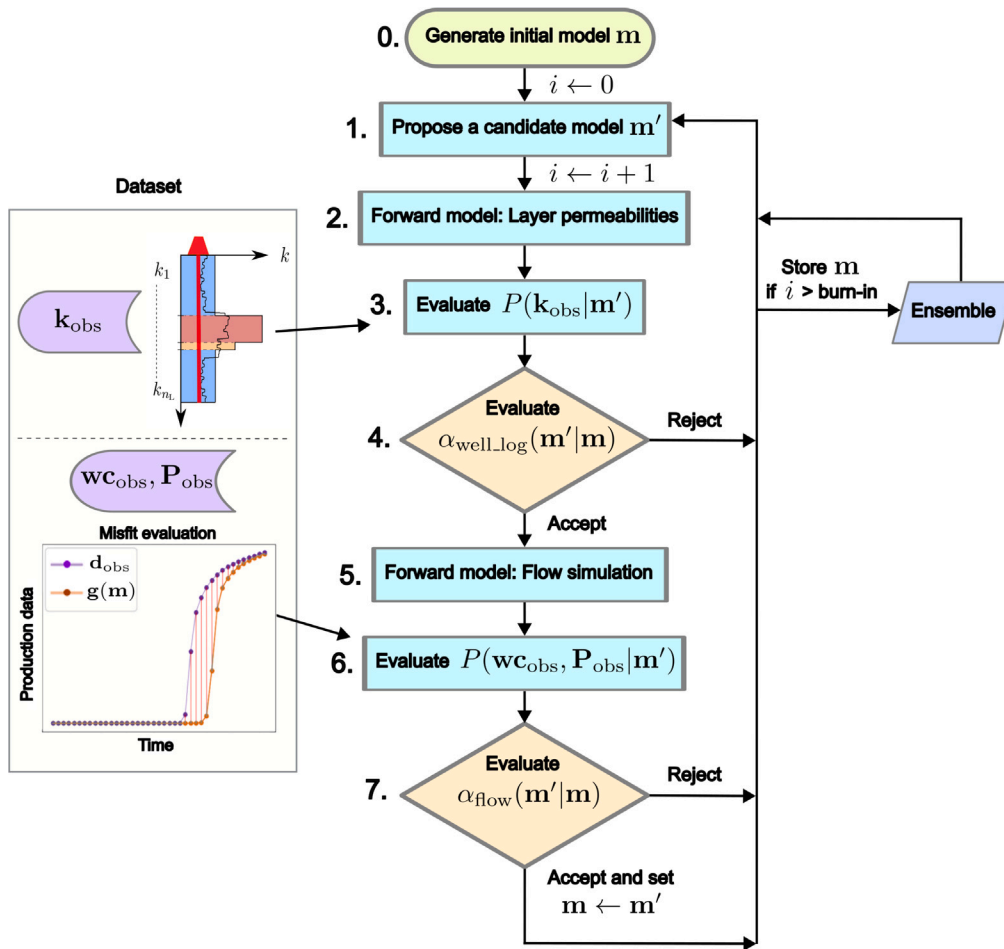 0.
Generate initial model m
i ← 0
1.
Propose a candidate model m′
i ← i + 1
2.
Forward model: Layer permeabilities
3.
Evaluate P(k_obs|m′)
4.
Evaluate
α_well_log(m′|m)
Reject
Accept
5.
Forward model: Flow simulation
6.
Evaluate P(wc_obs, P_obs|m′)
7.
Evaluate
α_flow(m′|m)
Reject
Accept and set
m ← m′
Store m
if i > burn-in
Ensemble
Dataset
k_obs
k
k_1
k_{n_L}
wc_obs, P_obs
Misfit evaluation
d_obs
g(m)
Production data
Time